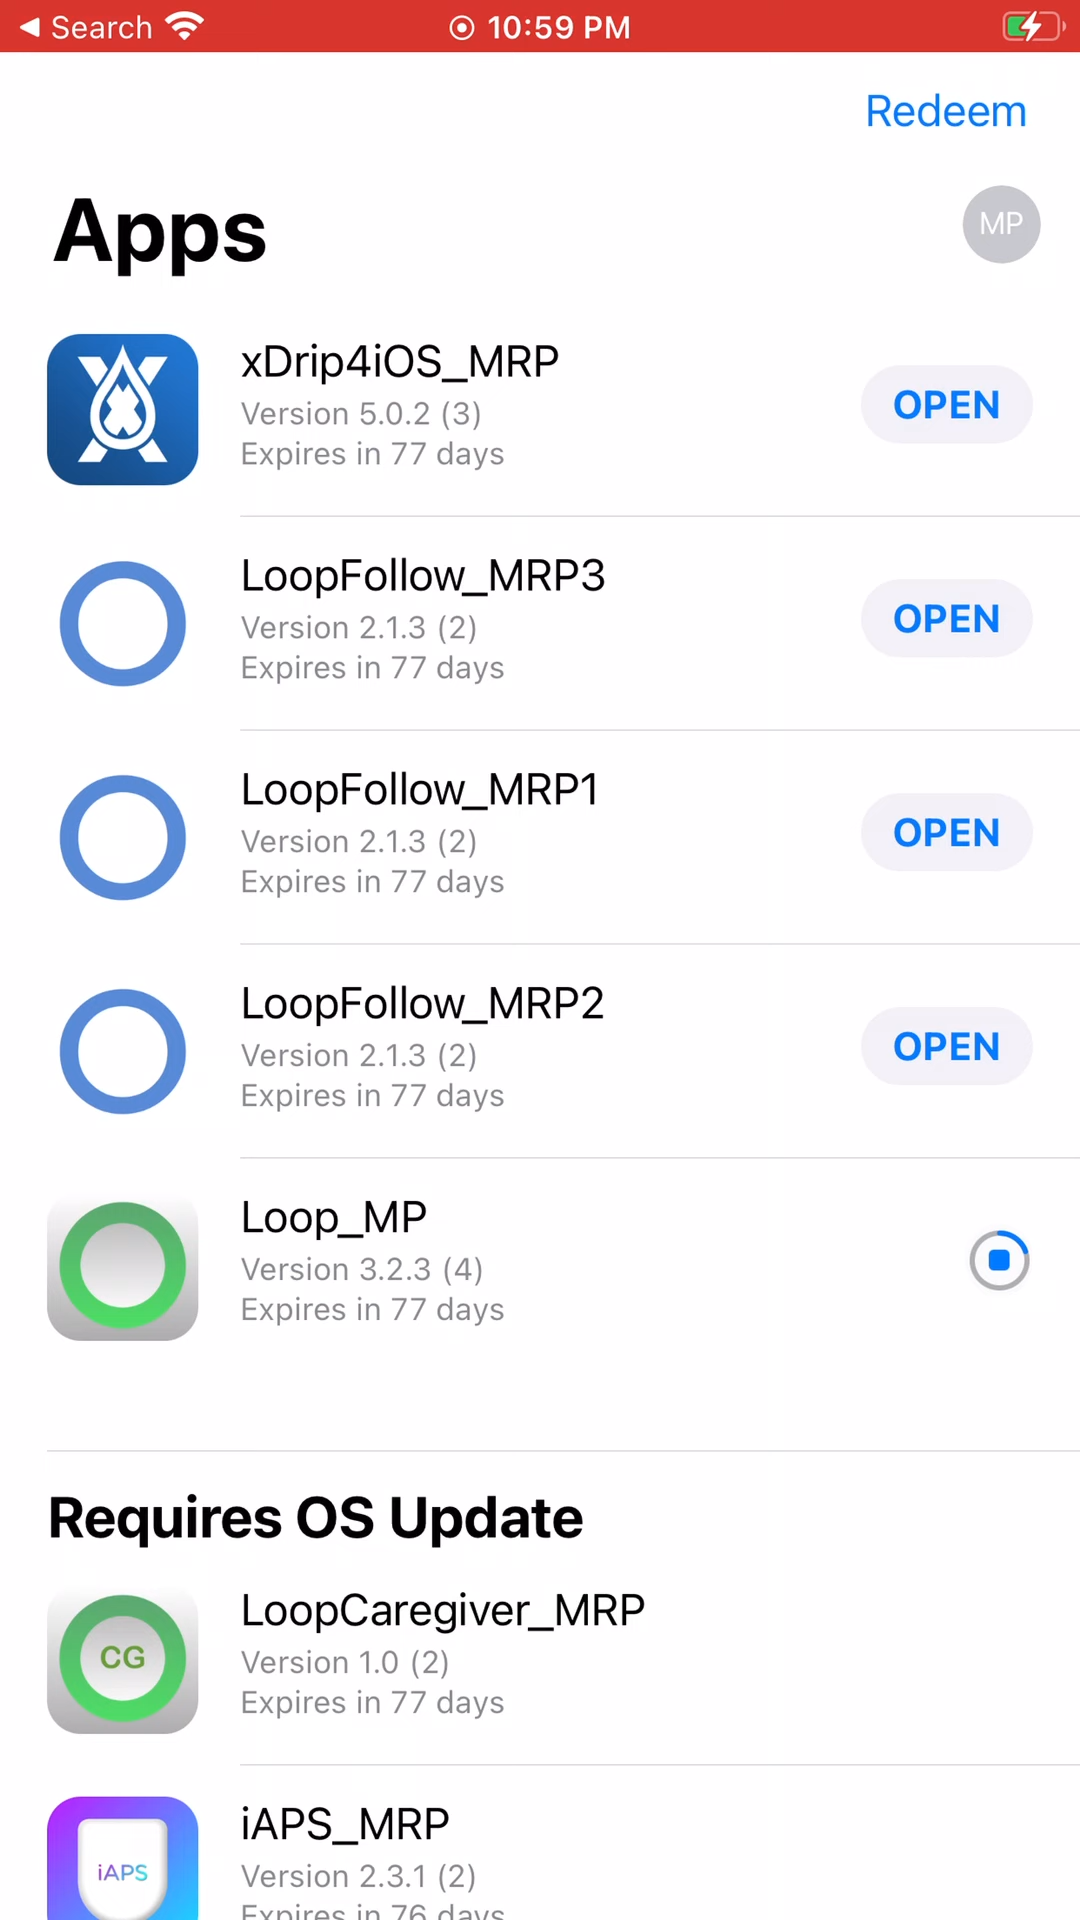 Search
10:59 PM
Redeem
Apps
MP
xDrip4iOS_MRP
Version 5.0.2 (3)
Expires in 77 days
OPEN
LoopFollow_MRP3
Version 2.1.3 (2)
Expires in 77 days
OPEN
LoopFollow_MRP1
Version 2.1.3 (2)
Expires in 77 days
OPEN
LoopFollow_MRP2
Version 2.1.3 (2)
Expires in 77 days
OPEN
Loop_MP
Version 3.2.3 (4)
Expires in 77 days
Requires OS Update
CG
LoopCaregiver_MRP
Version 1.0 (2)
Expires in 77 days
iAPS
iAPS_MRP
Version 2.3.1 (2)
Expires in 76 days